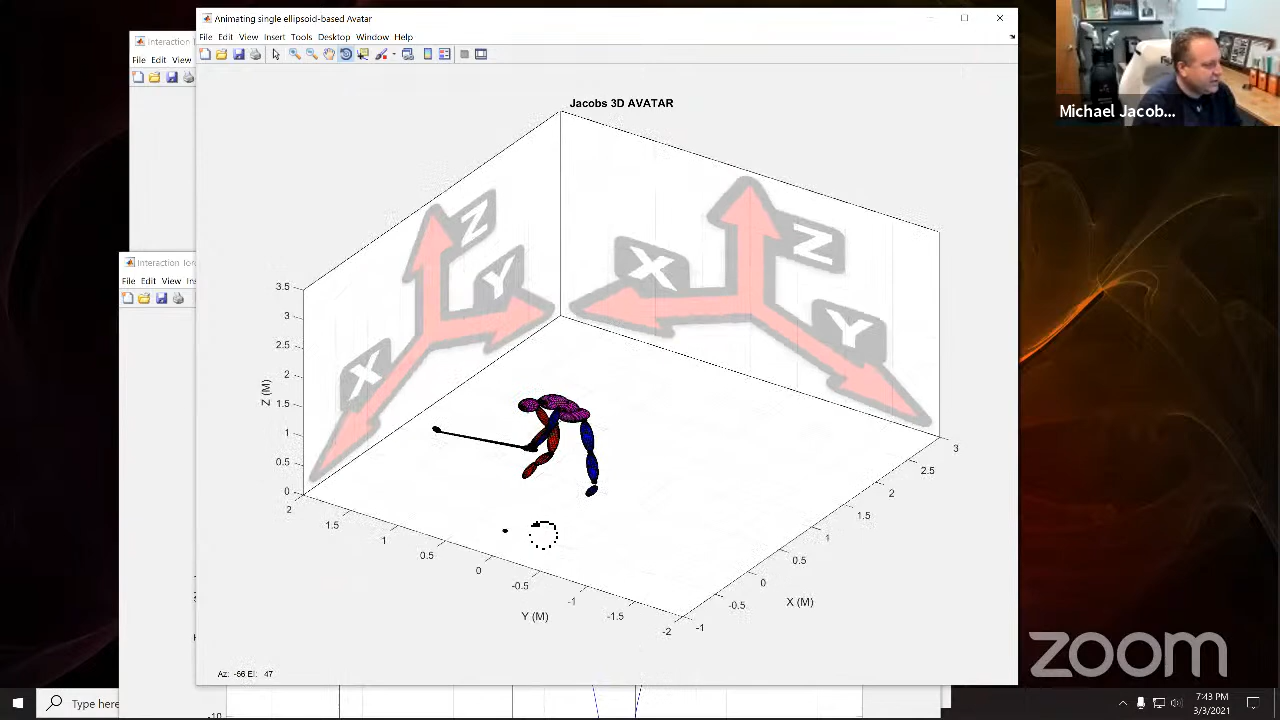 Animating single ellipsoid-based Avatar
File Edit View Insert Tools Desktop Window Help
Interaction
File Edit View
Interaction Tor
File Edit View Ins
Michael Jacob...
Jacobs 3D AVATAR
Z
Y
X
X
Z
Y
3.5
3
2.5
2
1.5
1
0.5
0
Z (M)
2
1.5
1
0.5
0
-0.5
-1
-1.5
-2
Y (M)
-1
-0.5
0
0.5
1
1.5
2
2.5
3
X (M)
Az: -66 El: 47
zoom
Type here
-10
7:43 PM
3/3/2021